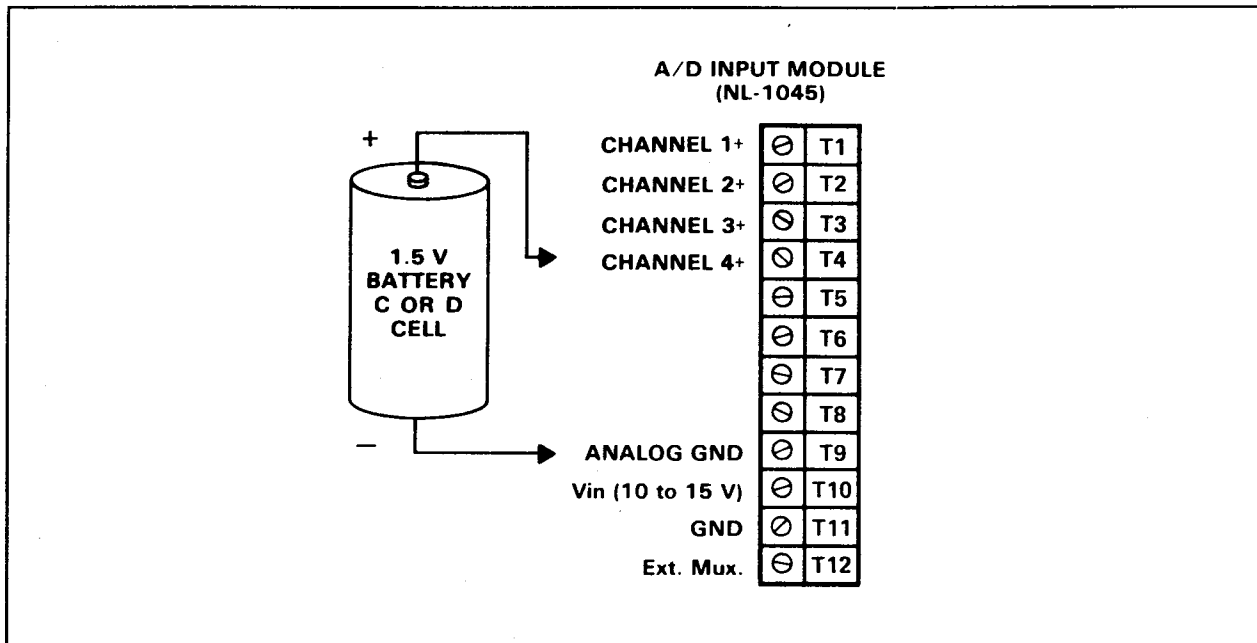 A/D INPUT MODULE
(NL-1045)
+
1.5 V
BATTERY
C OR D
CELL
−
CHANNEL 1+ T1
CHANNEL 2+ T2
CHANNEL 3+ T3
CHANNEL 4+ T4
T5
T6
T7
T8
ANALOG GND T9
Vin (10 to 15 V) T10
GND T11
Ext. Mux. T12